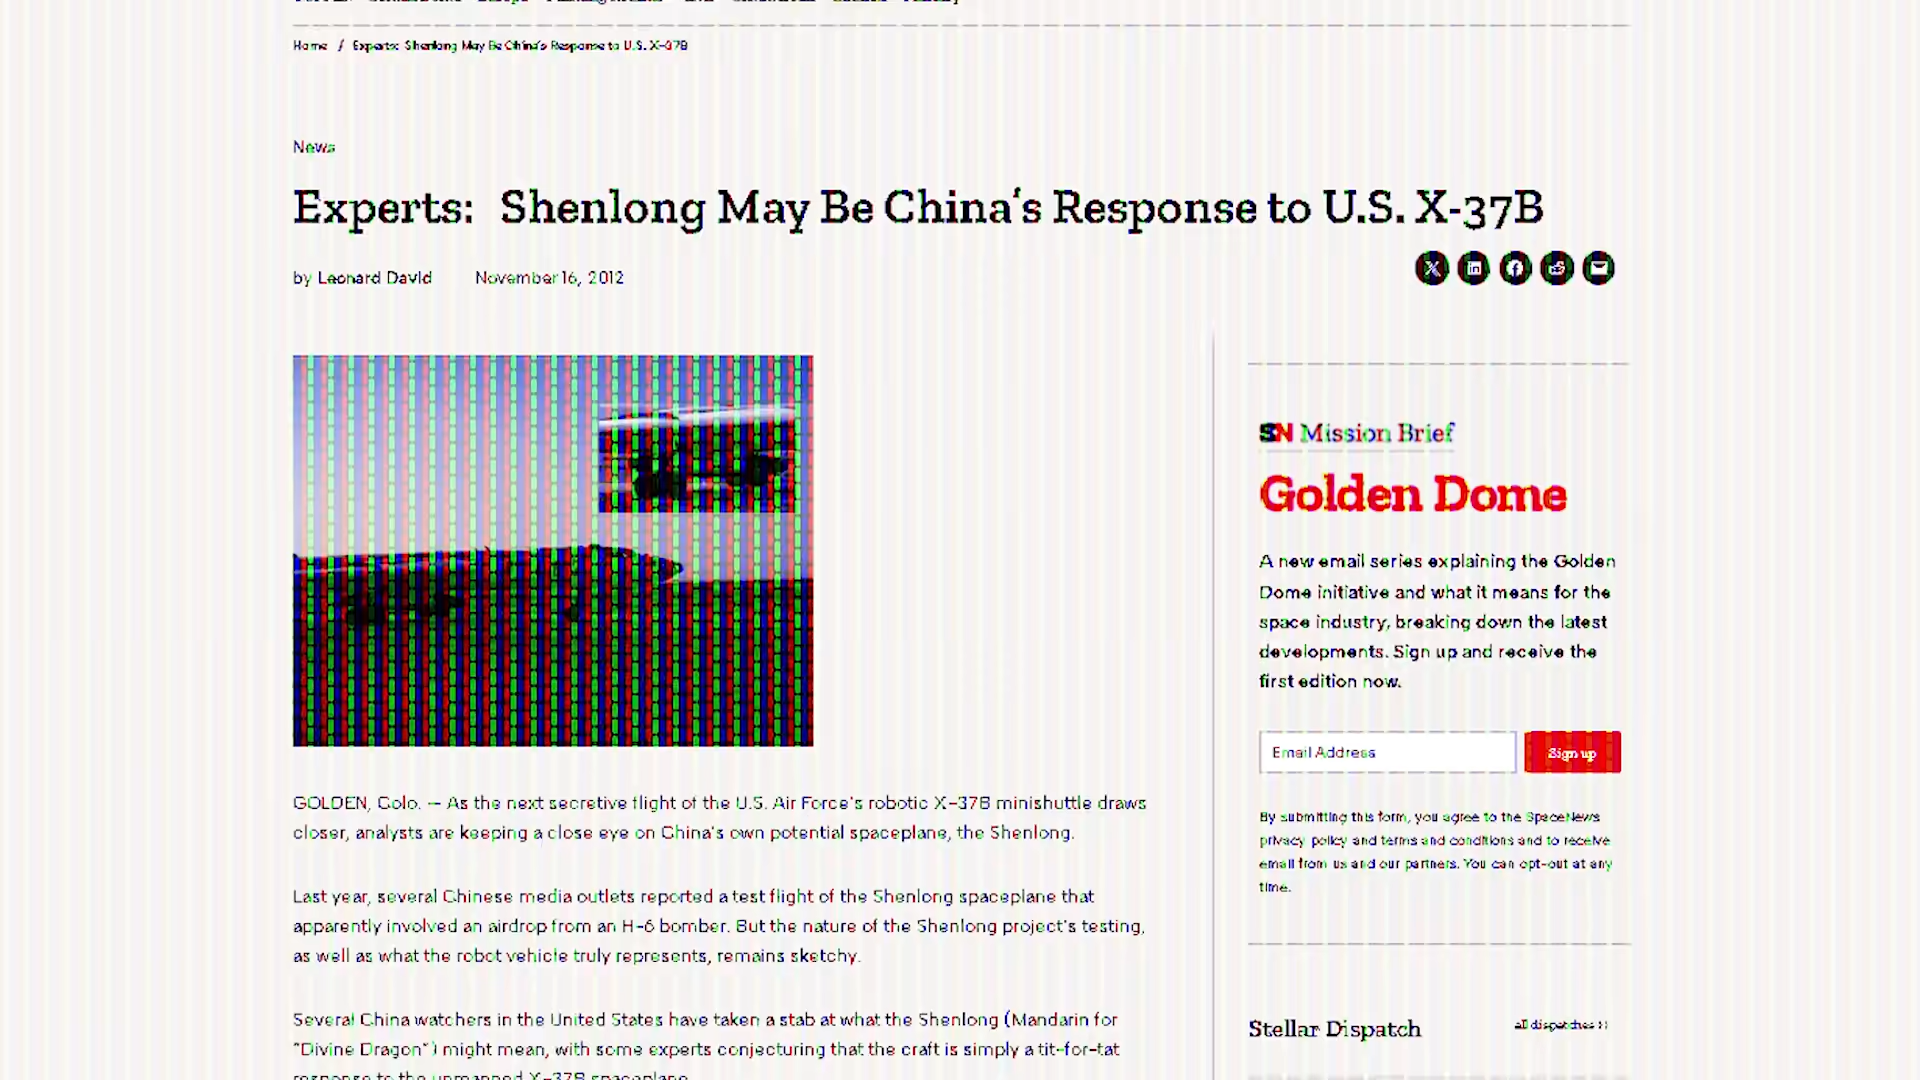 Home / Experts: Shenlong May Be China's Response to U.S. X-37B
News
Experts: Shenlong May Be China's Response to U.S. X-37B
by Leonard David November 16, 2012
GOLDEN, Colo. — As the next secretive flight of the U.S. Air Force's robotic X-37B minishuttle draws
closer, analysts are keeping a close eye on China's own potential spaceplane, the Shenlong.
Last year, several Chinese media outlets reported a test flight of the Shenlong spaceplane that
apparently involved an airdrop from an H-6 bomber. But the nature of the Shenlong project's testing,
as well as what the robot vehicle truly represents, remains sketchy.
Several China watchers in the United States have taken a stab at what the Shenlong (Mandarin for
"Divine Dragon") might mean, with some experts conjecturing that the craft is simply a tit-for-tat
response to the unmanned X-37B spaceplane.
SN Mission Brief
Golden Dome
A new email series explaining the Golden
Dome initiative and what it means for the
space industry, breaking down the latest
developments. Sign up and receive the
first edition now.
Email Address
Sign up
By submitting this form, you agree to the SpaceNews
privacy policy and terms and conditions and to receive
email from us and our partners. You can opt-out at any
time.
Stellar Dispatch
all dispatches >>